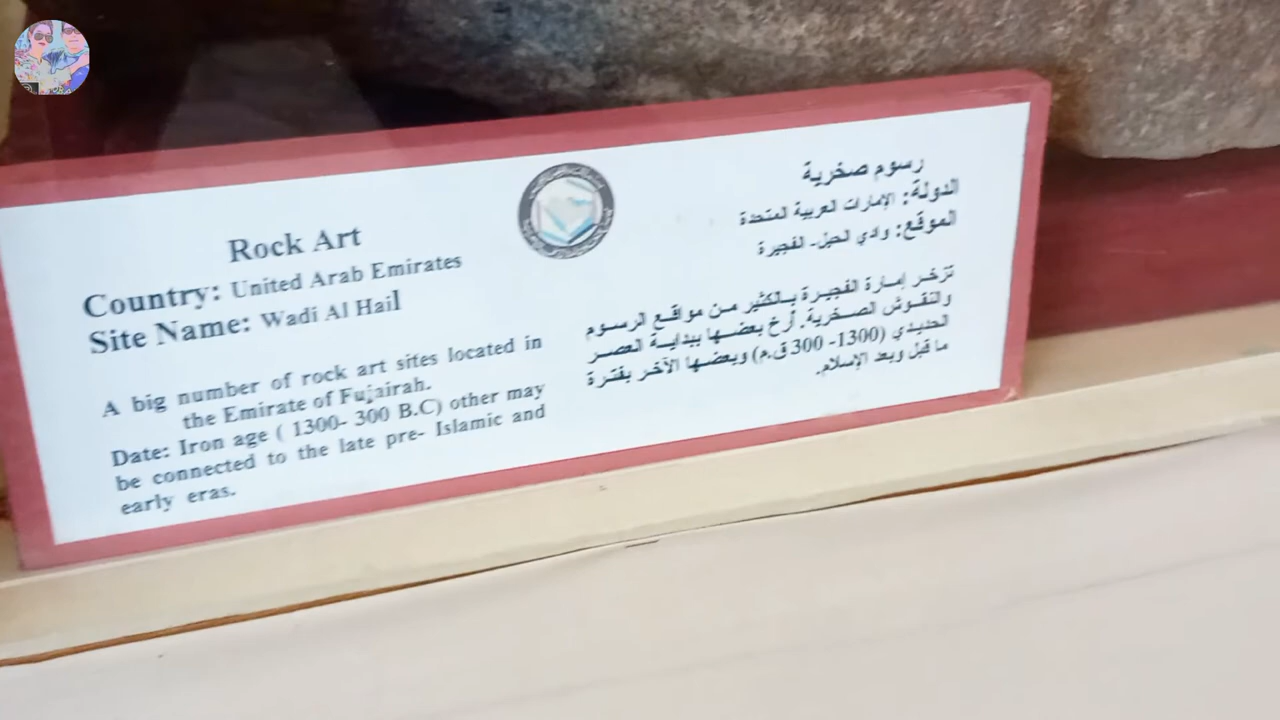 Rock Art
Country: United Arab Emirates
Site Name: Wadi Al Hail
A big number of rock art sites located in
the Emirate of Fujairah.
Date: Iron age ( 1300- 300 B.C) other may
be connected to the late pre- Islamic and
early eras.
رسوم صخرية
الدولة: الإمارات العربية المتحدة
الموقع: وادي الحيل- الفجيرة
تزخر إمارة الفجيرة بالكثير من مواقع الرسوم
والنقوش الصخرية. أرخ بعضها ببداية العصر
الحديدي (1300- 300 ق.م) وبعضها الآخر بفترة
ما قبل وبعد الإسلام.